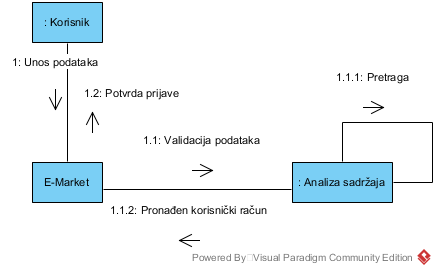 : Korisnik
1: Unos podataka
1.1.1: Pretraga
1.2: Potvrda prijave
1.1: Validacija podataka
E-Market
: Analiza sadržaja
1.1.2: Pronađen korisnički račun
Powered By Visual Paradigm Community Edition